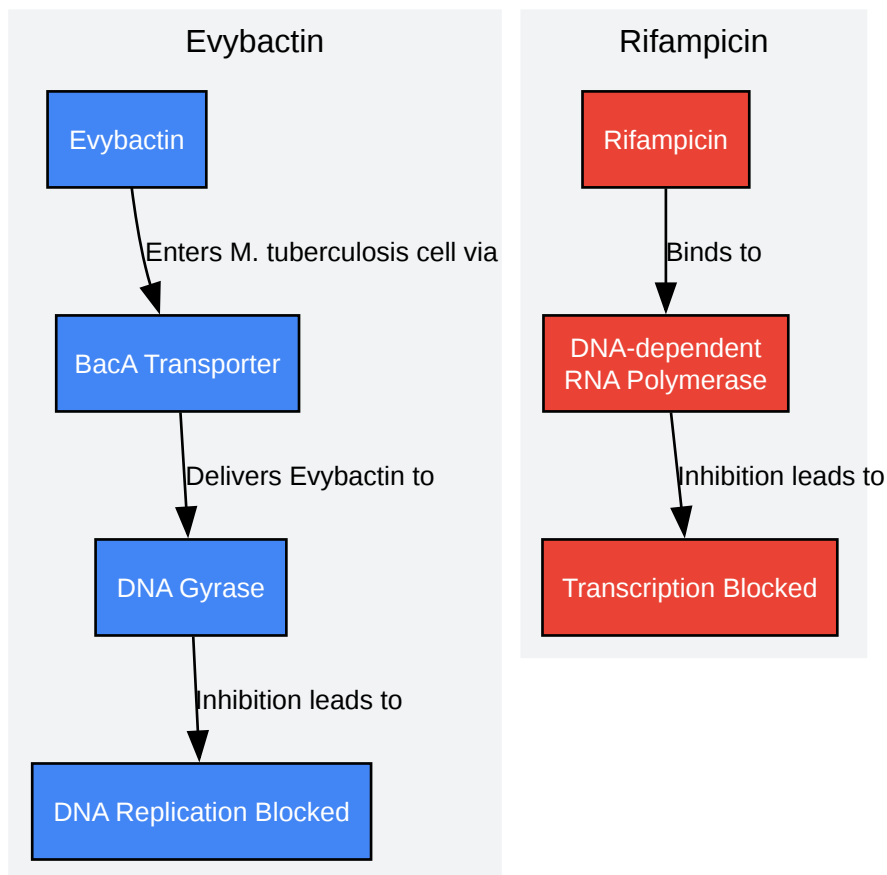 Evybactin
Evybactin
Enters M. tuberculosis cell via
BacA Transporter
Delivers Evybactin to
DNA Gyrase
Inhibition leads to
DNA Replication Blocked
Rifampicin
Rifampicin
Binds to
DNA-dependent
RNA Polymerase
Inhibition leads to
Transcription Blocked